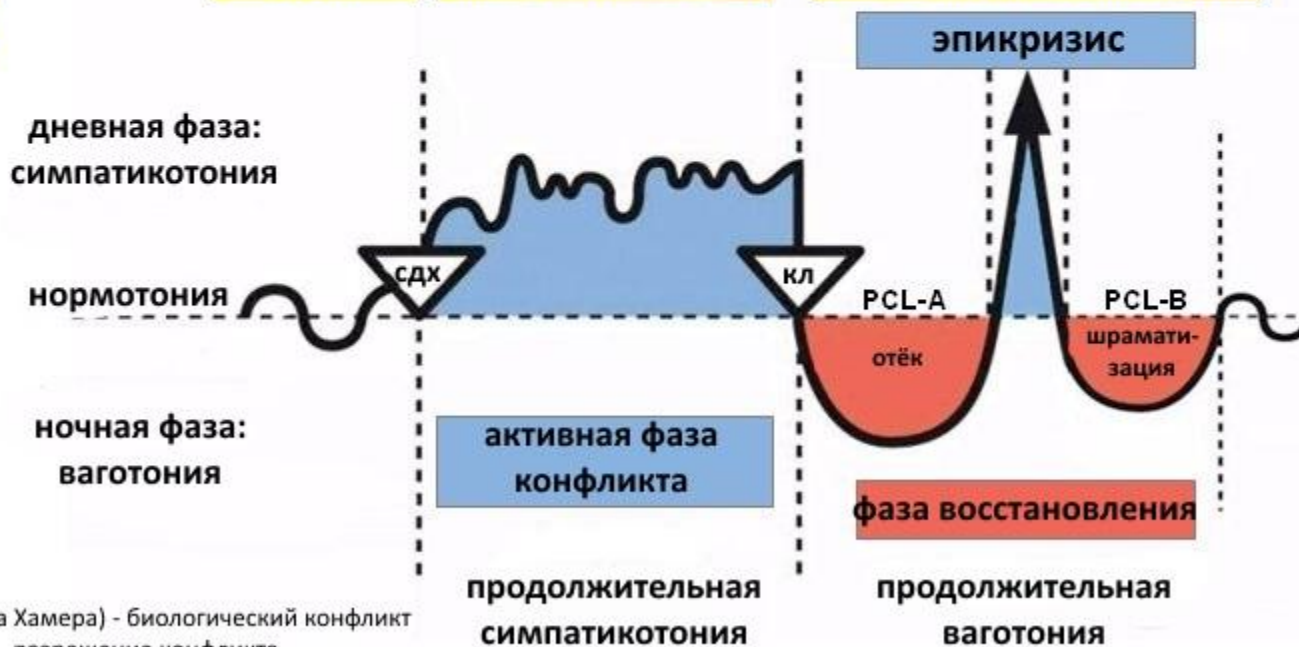 эпикризис
дневная фаза:
симпатикотония
сдх
кл
нормотония
PCL-A
PCL-B
отёк
шрамати-
зация
ночная фаза:
ваготония
активная фаза
конфликта
фаза восстановления
продолжительная
симпатикотония
продолжительная
ваготония
Хамера) - биологический конфликт